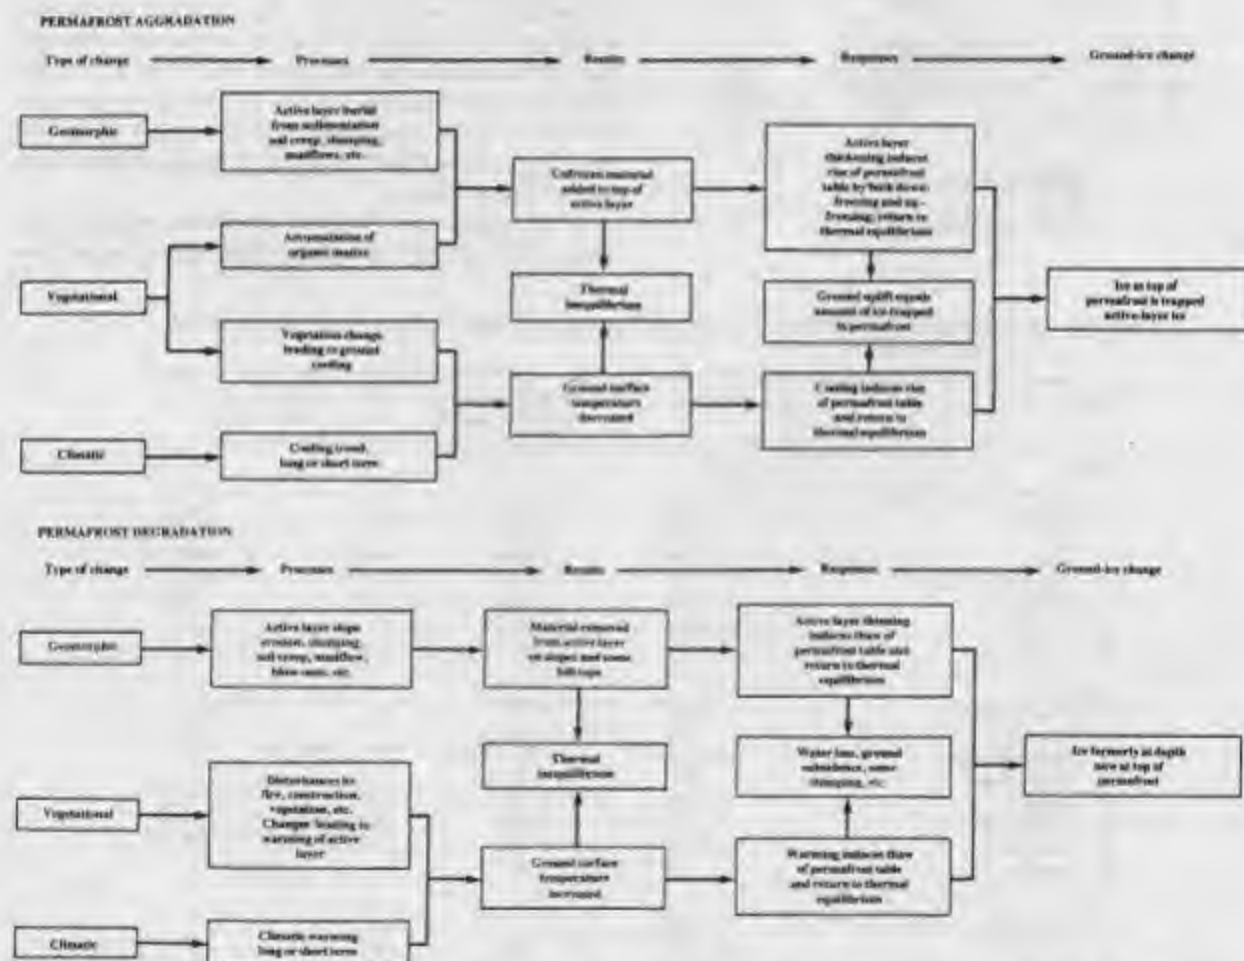 PERMAFROST AGGRADATION
Type of change
Processes
Results
Responses
Ground-ice change
Geomorphic
Active layer burial
from sedimentation
soil creep, slumping,
mudflows, etc.
Unfrozen material
added to top of
active layer
Active layer
thickening induces
rise of permafrost
table by both down-
freezing and up-
freezing; return to
thermal equilibrium
Vegetational
Accumulation of
organic matter
Thermal
inequilibrium
Ground uplift equals
amount of ice trapped
in permafrost
Ice at top of
permafrost is trapped
active-layer ice
Vegetation change
leading to ground
cooling
Ground surface
temperature
decreased
Cooling induces rise
of permafrost table
and return to
thermal equilibrium
Climatic
Cooling trend,
long or short term
PERMAFROST DEGRADATION
Type of change
Processes
Results
Responses
Ground-ice change
Geomorphic
Active layer slope
erosion, slumping,
soil creep, mudflow,
blow-outs, etc.
Material removed
from active layer
on slopes and some
hill tops
Active layer thinning
induces thaw of
permafrost table and
return to thermal
equilibrium
Vegetational
Disturbances to
fire, construction,
vegetation, etc.
Changes leading to
warming of active
layer
Thermal
inequilibrium
Water loss, ground
subsidence, some
slumping, etc.
Ice formerly at depth
now at top of
permafrost
Ground surface
temperature
increased
Warming induces thaw
of permafrost table
and return to thermal
equilibrium
Climatic
Climatic warming
long or short term